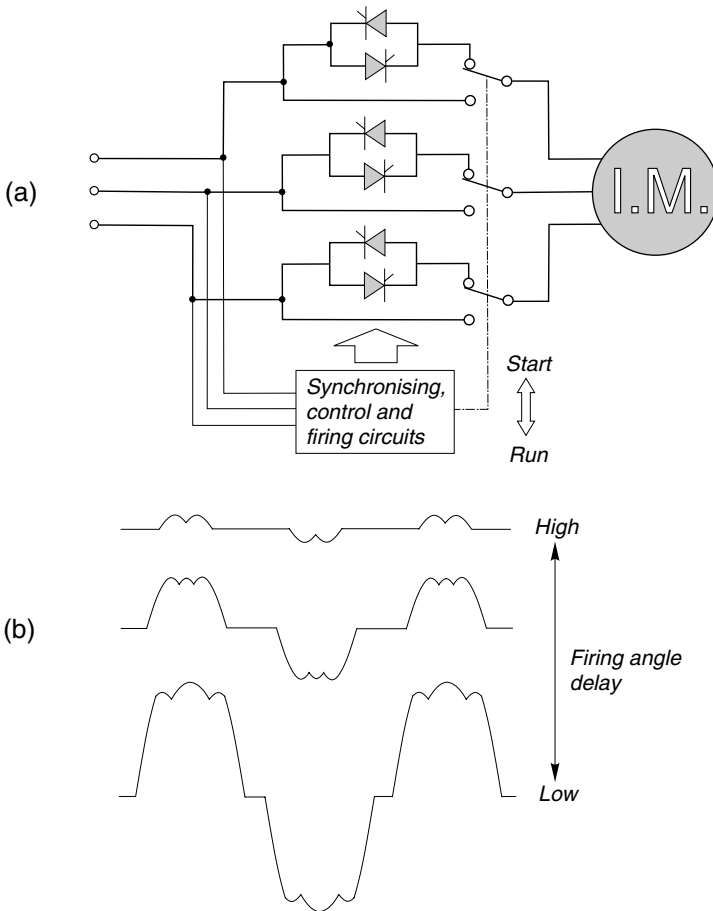 (a)
I.M.
Synchronising,
control and
firing circuits
Start
Run
(b)
High
Firing angle
delay
Low